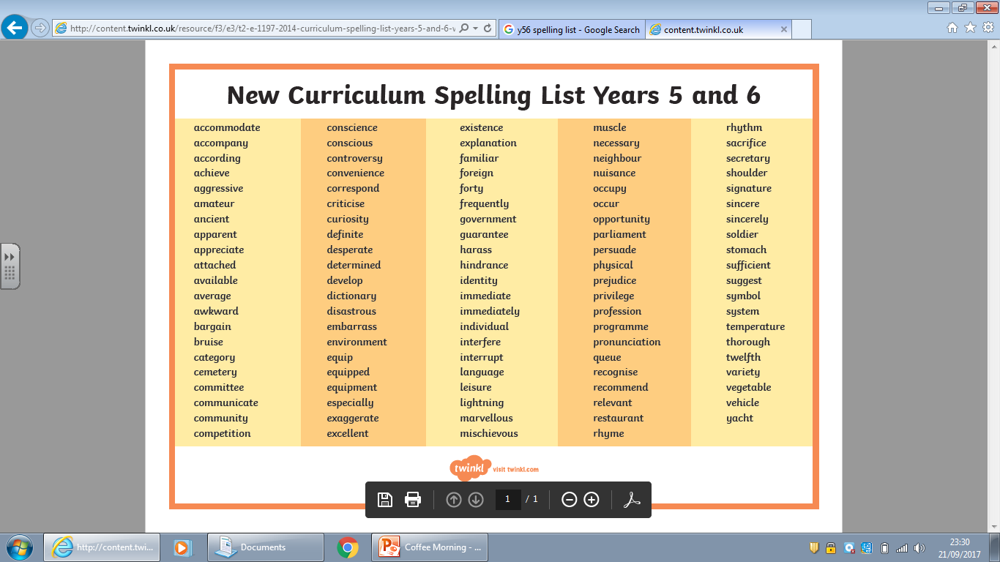 http://content.twinkl.co.uk/resource/f3/e3/t2-e-1197-2014-curriculum-spelling-list-years-5-and-6-v
y56 spelling list - Google Search
content.twinkl.co.uk
New Curriculum Spelling List Years 5 and 6
accommodate
accompany
according
achieve
aggressive
amateur
ancient
apparent
appreciate
attached
available
average
awkward
bargain
bruise
category
cemetery
committee
communicate
community
competition
conscience
conscious
controversy
convenience
correspond
criticise
curiosity
definite
desperate
determined
develop
dictionary
disastrous
embarrass
environment
equip
equipped
equipment
especially
exaggerate
excellent
existence
explanation
familiar
foreign
forty
frequently
government
guarantee
harass
hindrance
identity
immediate
immediately
individual
interfere
interrupt
language
leisure
lightning
marvellous
mischievous
muscle
necessary
neighbour
nuisance
occupy
occur
opportunity
parliament
persuade
physical
prejudice
privilege
profession
programme
pronunciation
queue
recognise
recommend
relevant
restaurant
rhyme
rhythm
sacrifice
secretary
shoulder
signature
sincere
sincerely
soldier
stomach
sufficient
suggest
symbol
system
temperature
thorough
twelfth
variety
vegetable
vehicle
yacht
twinkl visit twinkl.com
1 / 1
http://content.twi...
Documents
Coffee Morning - ...
23:30
21/09/2017